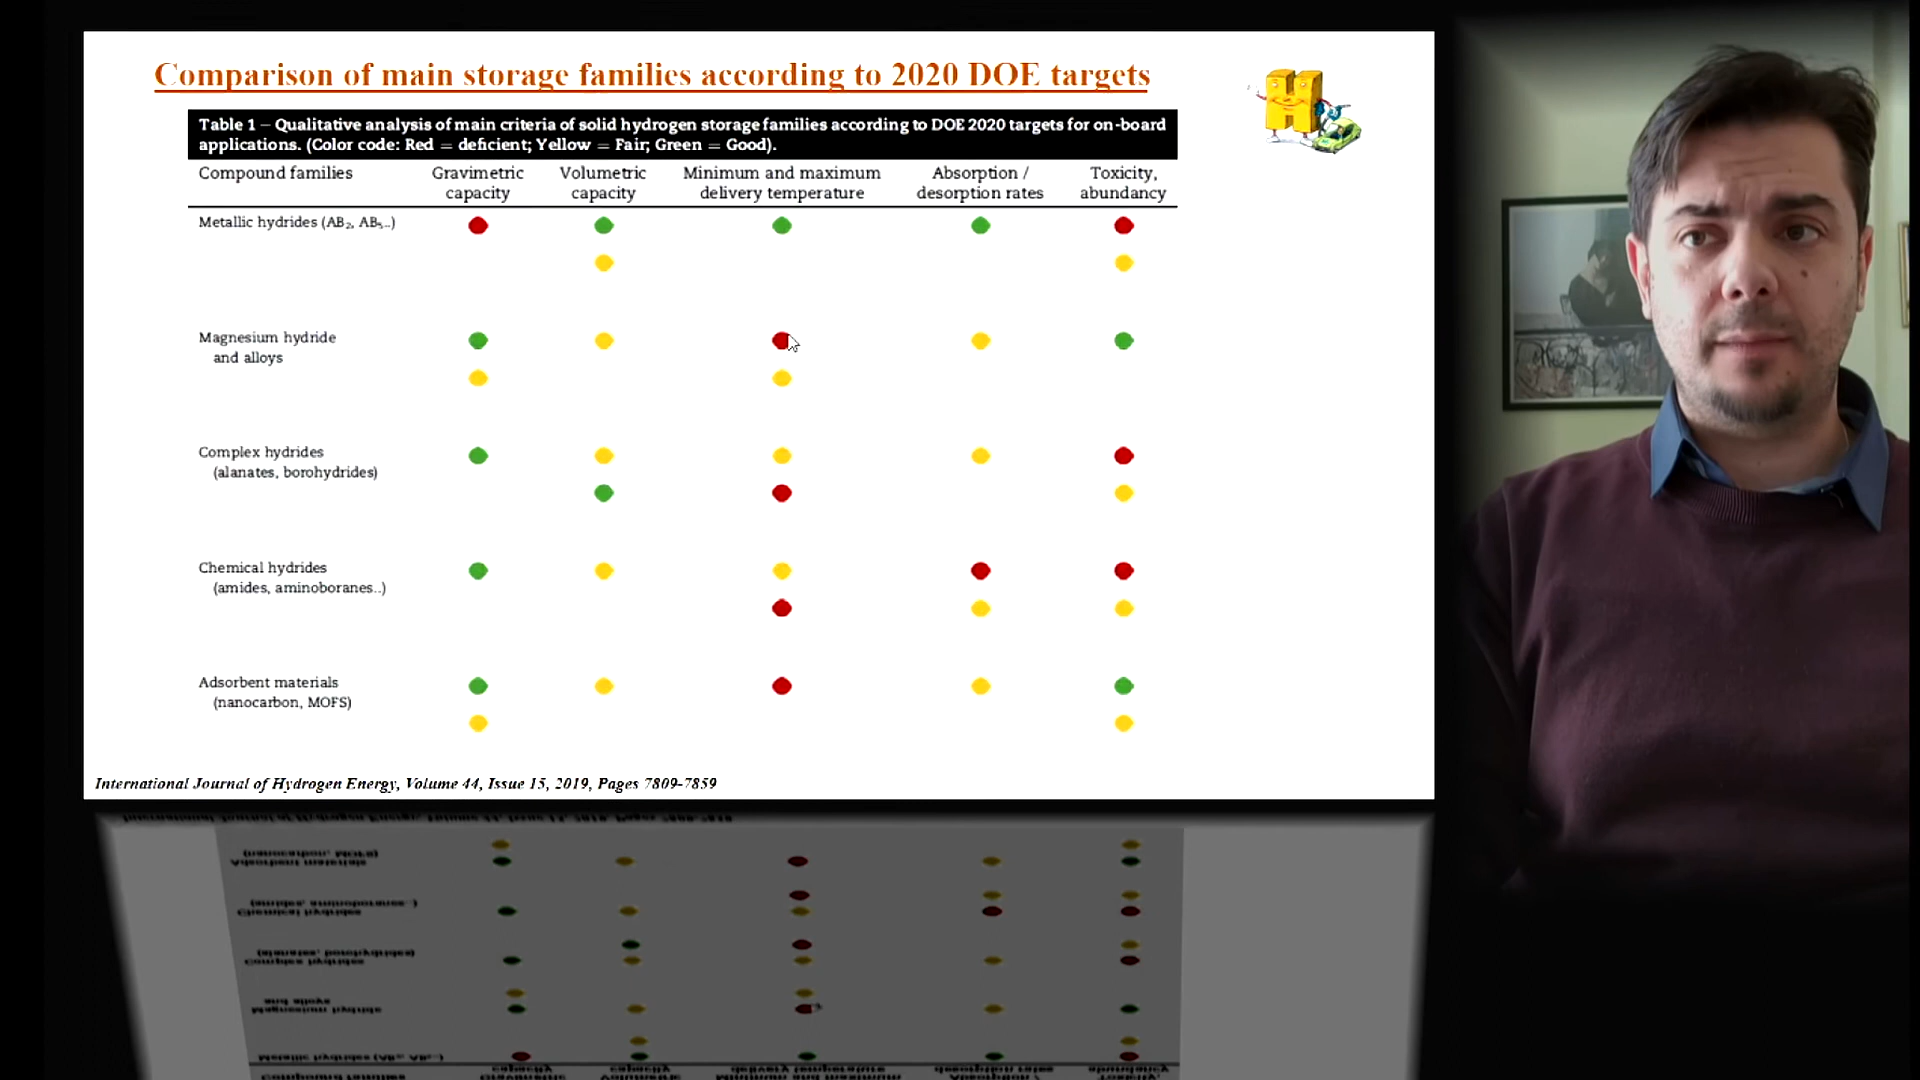 Comparison of main storage families according to 2020 DOE targets
Table 1 – Qualitative analysis of main criteria of solid hydrogen storage families according to DOE 2020 targets for on-board
applications. (Color code: Red = deficient; Yellow = Fair; Green = Good).
Compound families Gravimetric capacity Volumetric capacity Minimum and maximum delivery temperature Absorption / desorption rates Toxicity, abundancy
Metallic hydrides (AB₂, AB₅..)
Magnesium hydride
and alloys
Complex hydrides
(alanates, borohydrides)
Chemical hydrides
(amides, aminoboranes..)
Adsorbent materials
(nanocarbon, MOFS)
International Journal of Hydrogen Energy, Volume 44, Issue 15, 2019, Pages 7809-7859